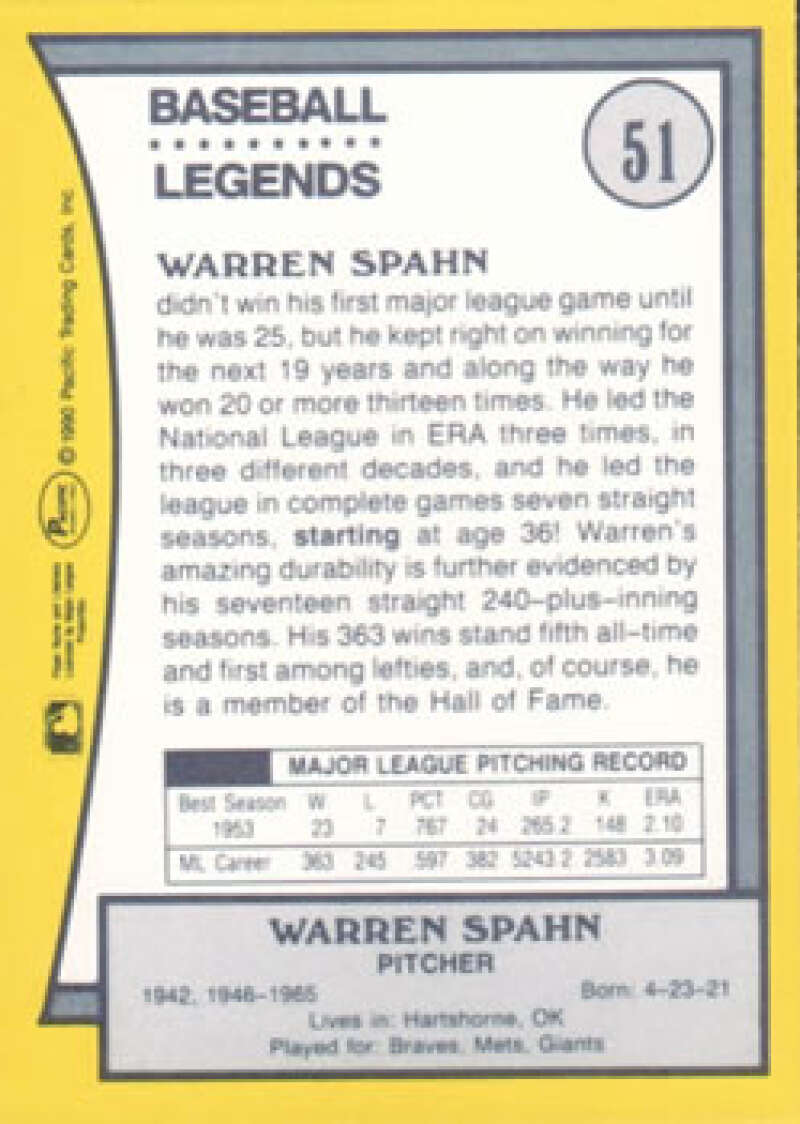 BASEBALL
LEGENDS
51
WARREN SPAHN
didn't win his first major league game until
he was 25, but he kept right on winning for
the next 19 years and along the way he
won 20 or more thirteen times. He led the
National League in ERA three times, in
three different decades, and he led the
league in complete games seven straight
seasons, starting at age 36! Warren's
amazing durability is further evidenced by
his seventeen straight 240-plus-inning
seasons. His 363 wins stand fifth all-time
and first among lefties, and, of course, he
is a member of the Hall of Fame.
MAJOR LEAGUE PITCHING RECORD
Best Season W L PCT CG IP K ERA
1953 23 7 767 24 265.2 148 2.10
ML Career 363 245 597 382 5243.2 2583 3.09
WARREN SPAHN
PITCHER
1942, 1946-1965 Born: 4-23-21
Lives in: Hartshorne, OK
Played for: Braves, Mets, Giants
© 1990 Pacific Trading Cards, Inc.
PACIFIC